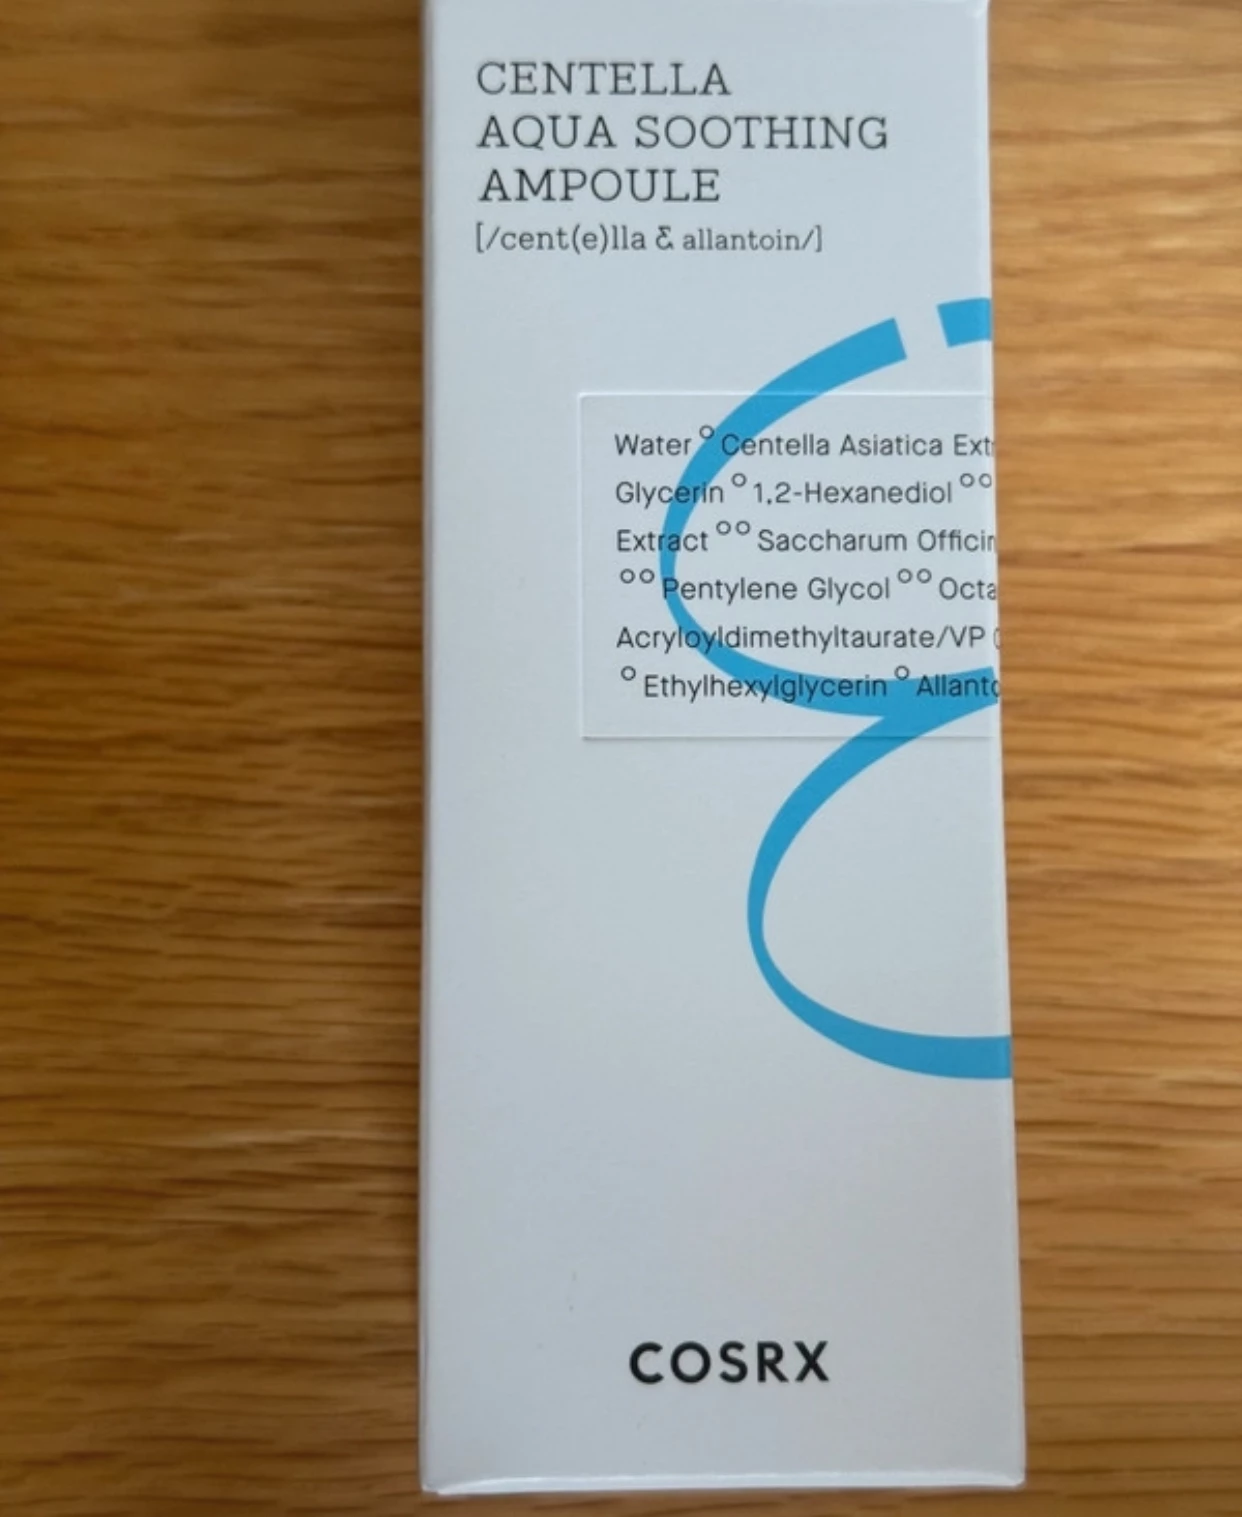 CENTELLA
AQUA SOOTHING
AMPOULE
[/cent(e)lla & allantoin/]
Water ° Centella Asiatica
Glycerin ° 1,2-Hexanediol °°
Extract °° Saccharum
°° Pentylene Glycol °°
Acryloyldimethyltaurate/VP
° Ethylhexylglycerin °
COSRX